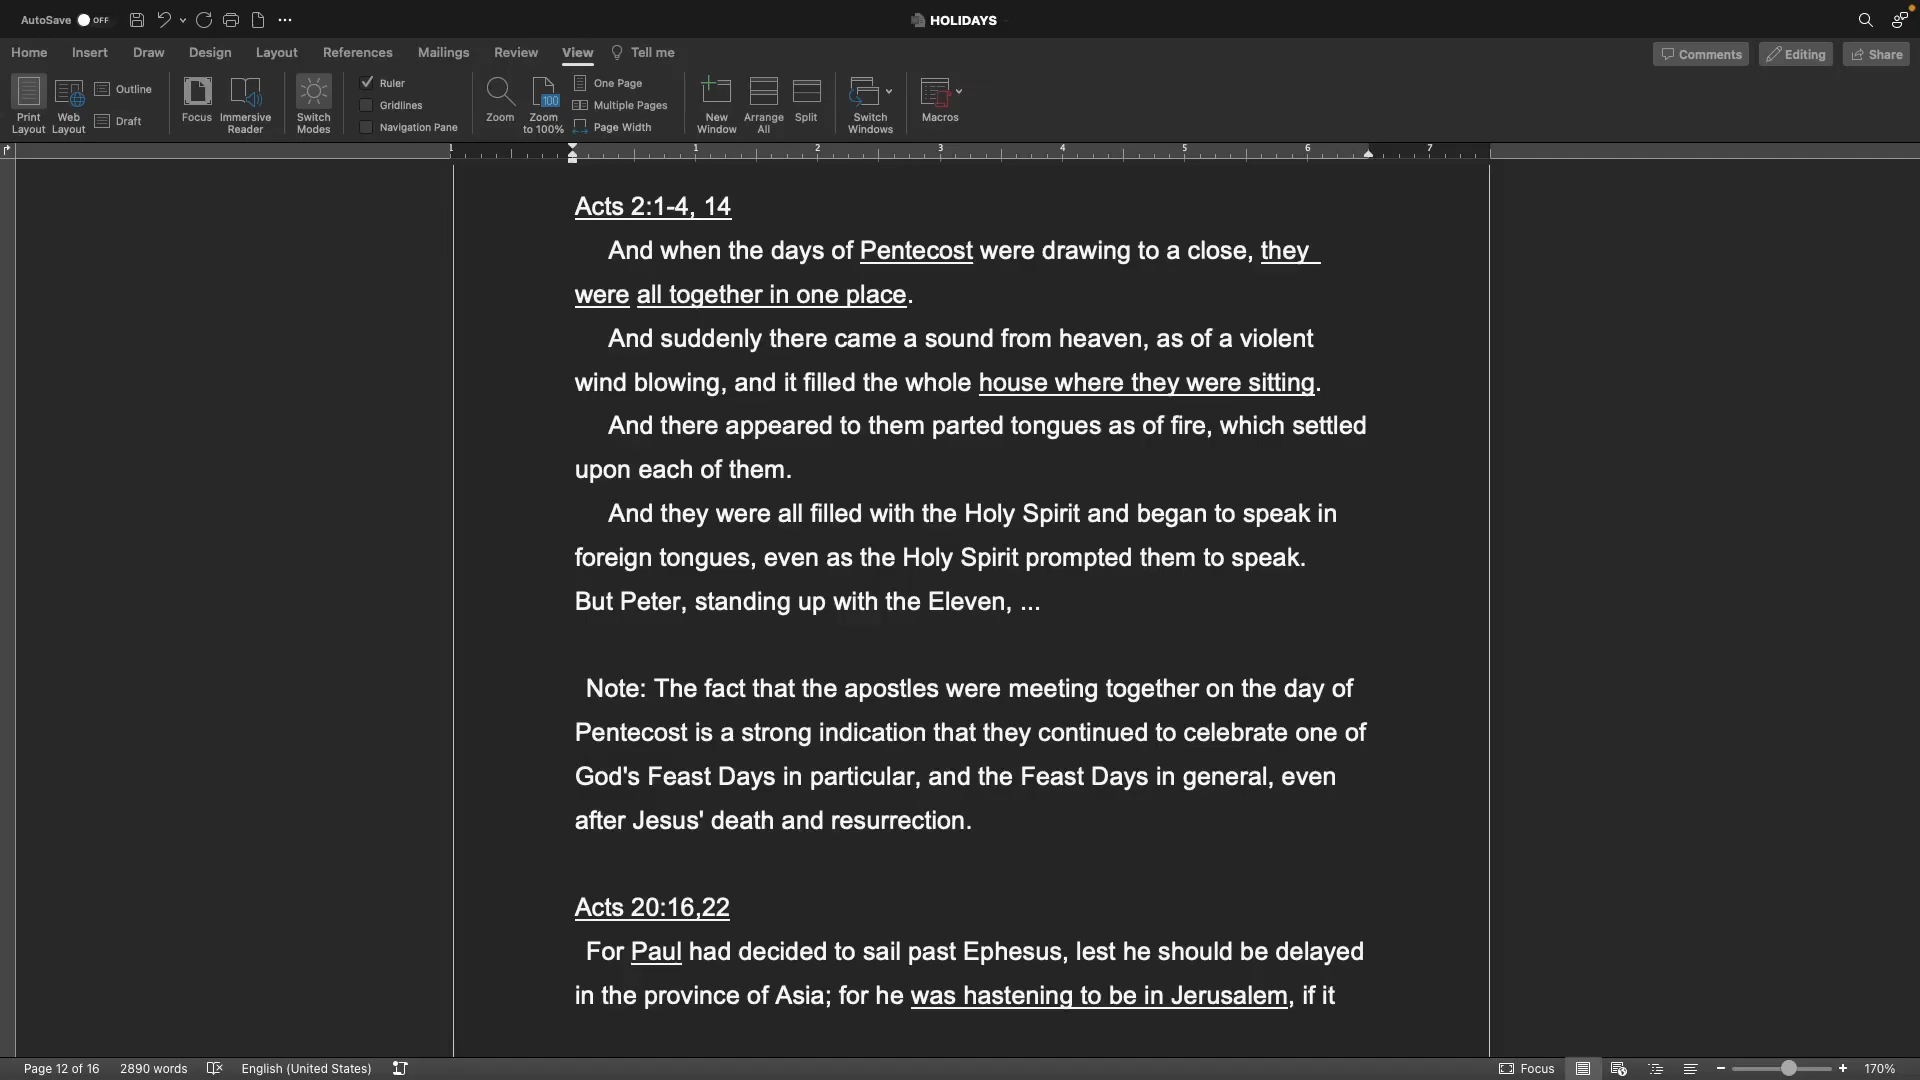 AutoSave OFF
HOLIDAYS
Home Insert Draw Design Layout References Mailings Review View Tell me
Comments Editing Share
Print Layout
Web Layout
Outline
Draft
Focus
Immersive Reader
Switch Modes
Ruler
Gridlines
Navigation Pane
Zoom
100
Zoom to 100%
One Page
Multiple Pages
Page Width
New Window
Arrange All
Split
Switch Windows
Macros
1 1 2 3 4 5 6 7
Acts 2:1-4, 14
And when the days of Pentecost were drawing to a close, they
were all together in one place.
And suddenly there came a sound from heaven, as of a violent
wind blowing, and it filled the whole house where they were sitting.
And there appeared to them parted tongues as of fire, which settled
upon each of them.
And they were all filled with the Holy Spirit and began to speak in
foreign tongues, even as the Holy Spirit prompted them to speak.
But Peter, standing up with the Eleven, ...
Note: The fact that the apostles were meeting together on the day of
Pentecost is a strong indication that they continued to celebrate one of
God's Feast Days in particular, and the Feast Days in general, even
after Jesus' death and resurrection.
Acts 20:16,22
For Paul had decided to sail past Ephesus, lest he should be delayed
in the province of Asia; for he was hastening to be in Jerusalem, if it
Page 12 of 16 2890 words English (United States) Focus 170%